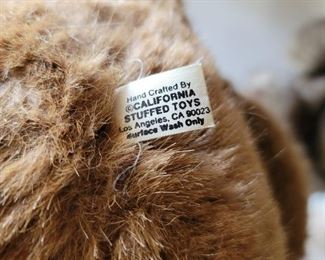 Hand Crafted By
©CALIFORNIA
STUFFED TOYS
Los Angeles, CA 90023
Surface Wash Only